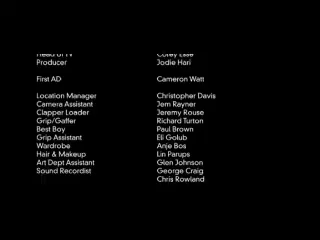 Producer Jodie Hari
First AD Cameron Watt
Location Manager Christopher Davis
Camera Assistant Jem Rayner
Clapper Loader Jeremy Rouse
Grip/Gaffer Richard Turton
Best Boy Paul Brown
Grip Assistant Eli Golub
Wardrobe Anje Bos
Hair & Makeup Lin Parups
Art Dept Assistant Glen Johnson
Sound Recordist George Craig
Chris Rowland